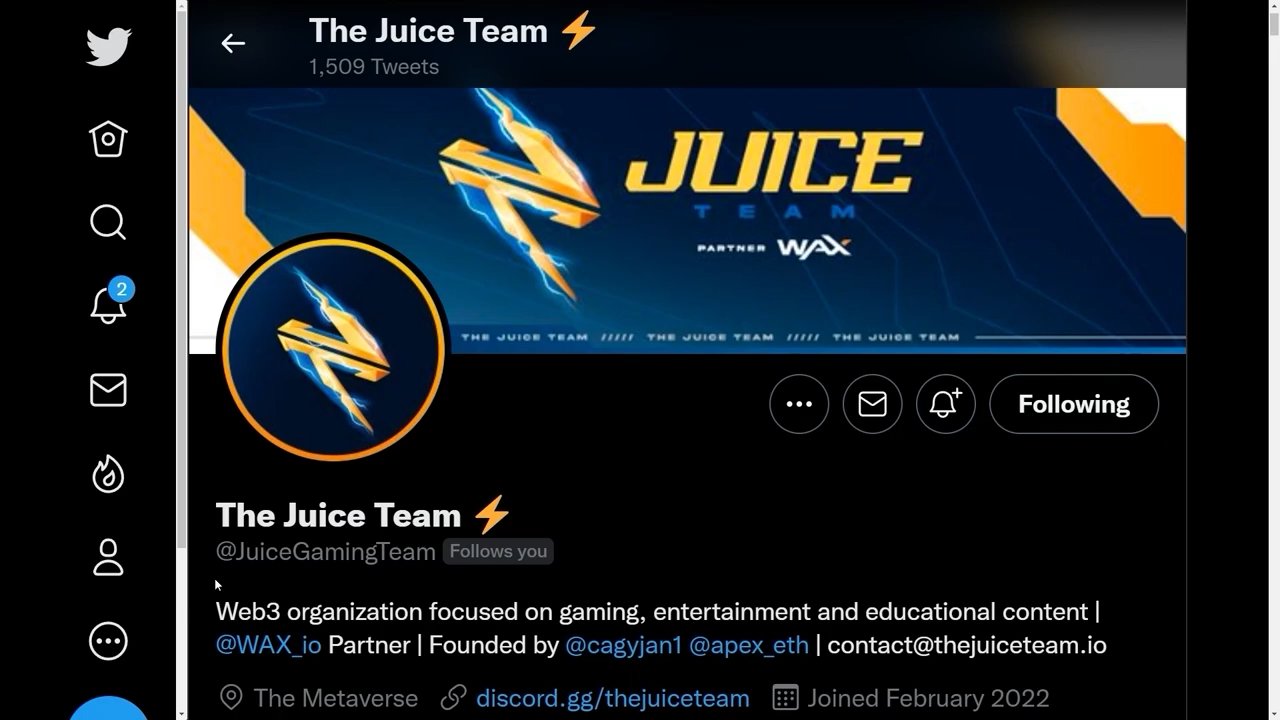 The Juice Team ⚡
1,509 Tweets
JUICE
TEAM
PARTNER WAX
THE JUICE TEAM ///// THE JUICE TEAM ///// THE JUICE TEAM
2
Following
The Juice Team ⚡
@JuiceGamingTeam Follows you
Web3 organization focused on gaming, entertainment and educational content |
@WAX_io Partner | Founded by @cagyjan1 @apex_eth | contact@thejuiceteam.io
The Metaverse discord.gg/thejuiceteam Joined February 2022